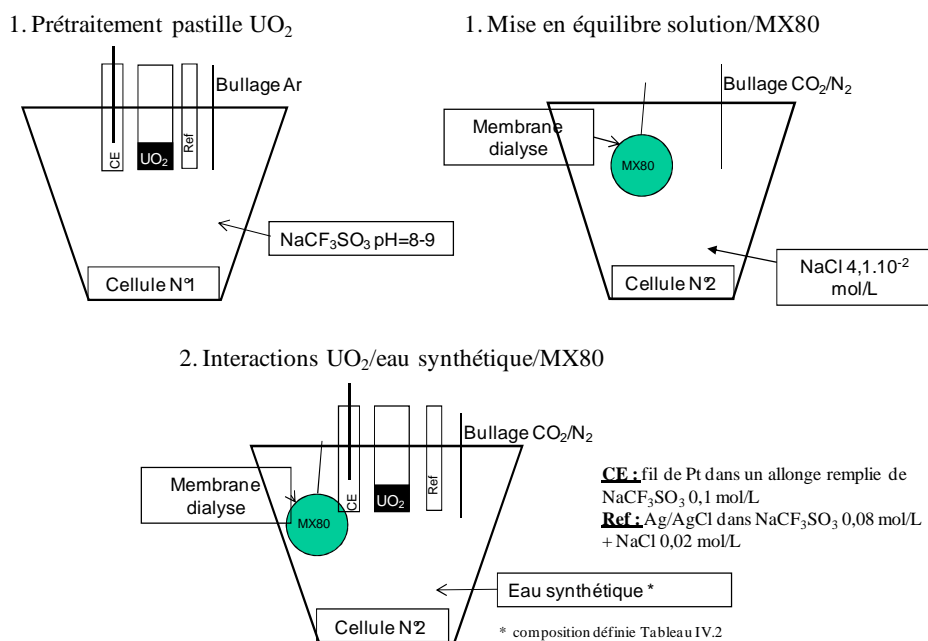 1. Prétraitement pastille UO2
Bullage Ar
CE
UO2
Ref
NaCF3SO3 pH=8-9
Cellule N°1
1. Mise en équilibre solution/MX80
Bullage CO2/N2
Membrane
dialyse
MX80
NaCl 4,1.10-2
mol/L
Cellule N°2
2. Interactions UO2/eau synthétique/MX80
Bullage CO2/N2
Membrane
dialyse
MX80
CE
UO2
Ref
Eau synthétique *
Cellule N°2
CE : fil de Pt dans un allonge remplie de
NaCF3SO3 0,1 mol/L
Ref : Ag/AgCl dans NaCF3SO3 0,08 mol/L
+ NaCl 0,02 mol/L
* composition définie Tableau IV.2